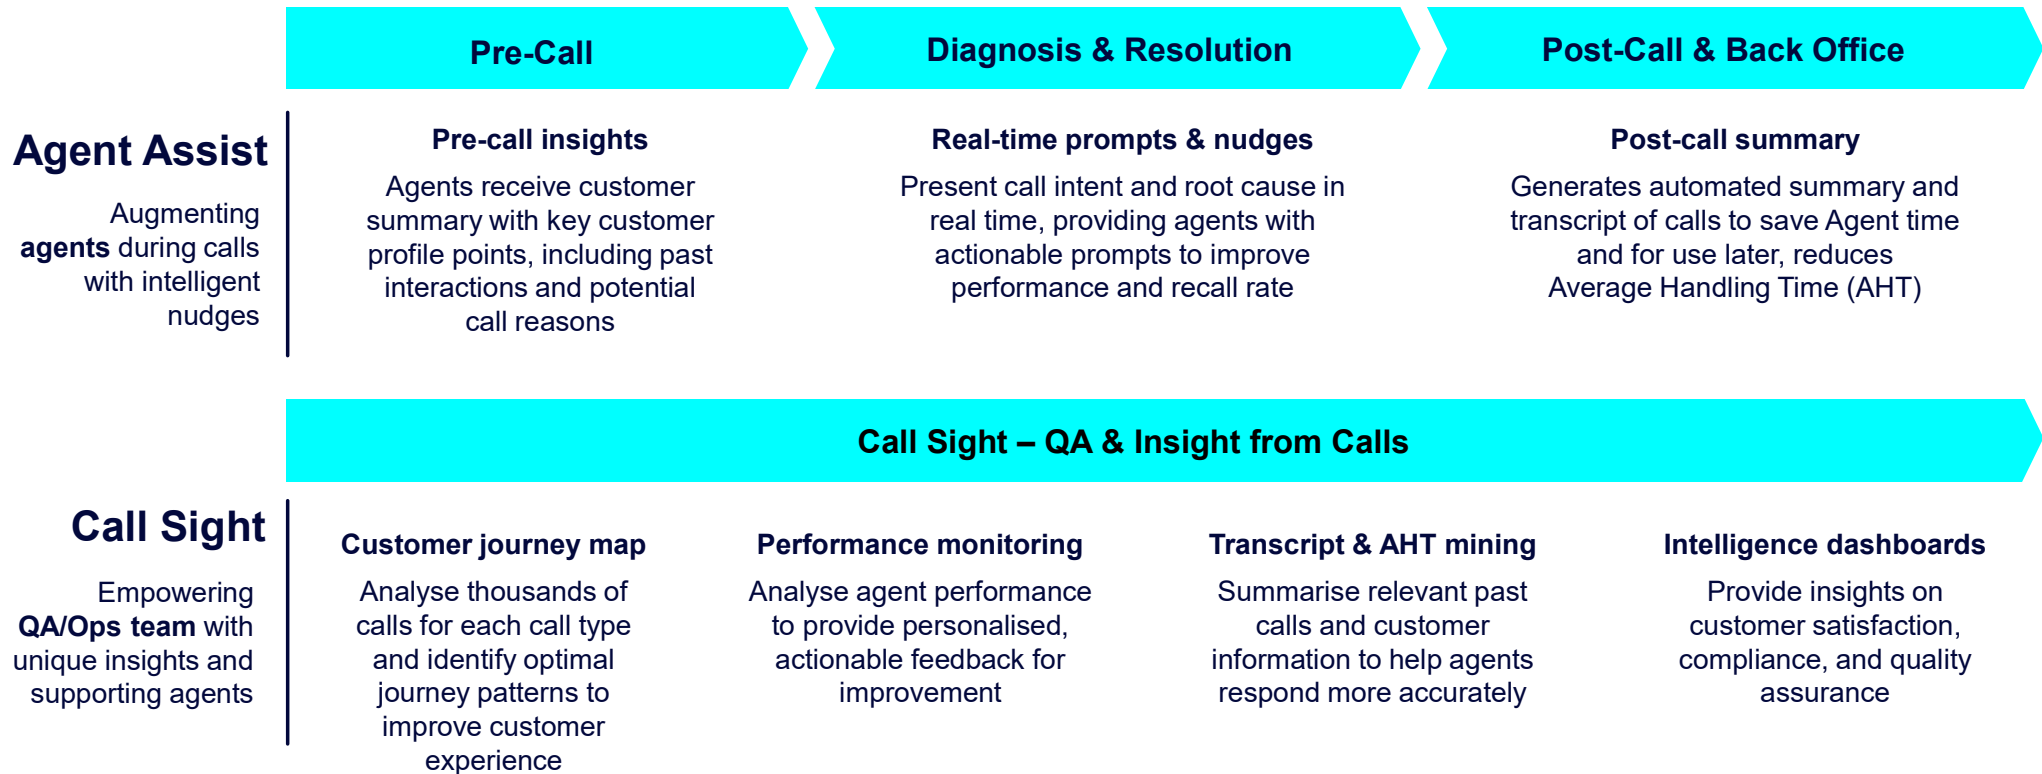 Pre-Call
Diagnosis & Resolution
Post-Call & Back Office
Agent Assist
Augmenting
agents during calls
with intelligent
nudges
Pre-call insights
Agents receive customer
summary with key customer
profile points, including past
interactions and potential
call reasons
Real-time prompts & nudges
Present call intent and root cause in
real time, providing agents with
actionable prompts to improve
performance and recall rate
Post-call summary
Generates automated summary and
transcript of calls to save Agent time
and for use later, reduces
Average Handling Time (AHT)
Call Sight – QA & Insight from Calls
Call Sight
Empowering
QA/Ops team with
unique insights and
supporting agents
Customer journey map
Analyse thousands of
calls for each call type
and identify optimal
journey patterns to
improve customer
experience
Performance monitoring
Analyse agent performance
to provide personalised,
actionable feedback for
improvement
Transcript & AHT mining
Summarise relevant past
calls and customer
information to help agents
respond more accurately
Intelligence dashboards
Provide insights on
customer satisfaction,
compliance, and quality
assurance